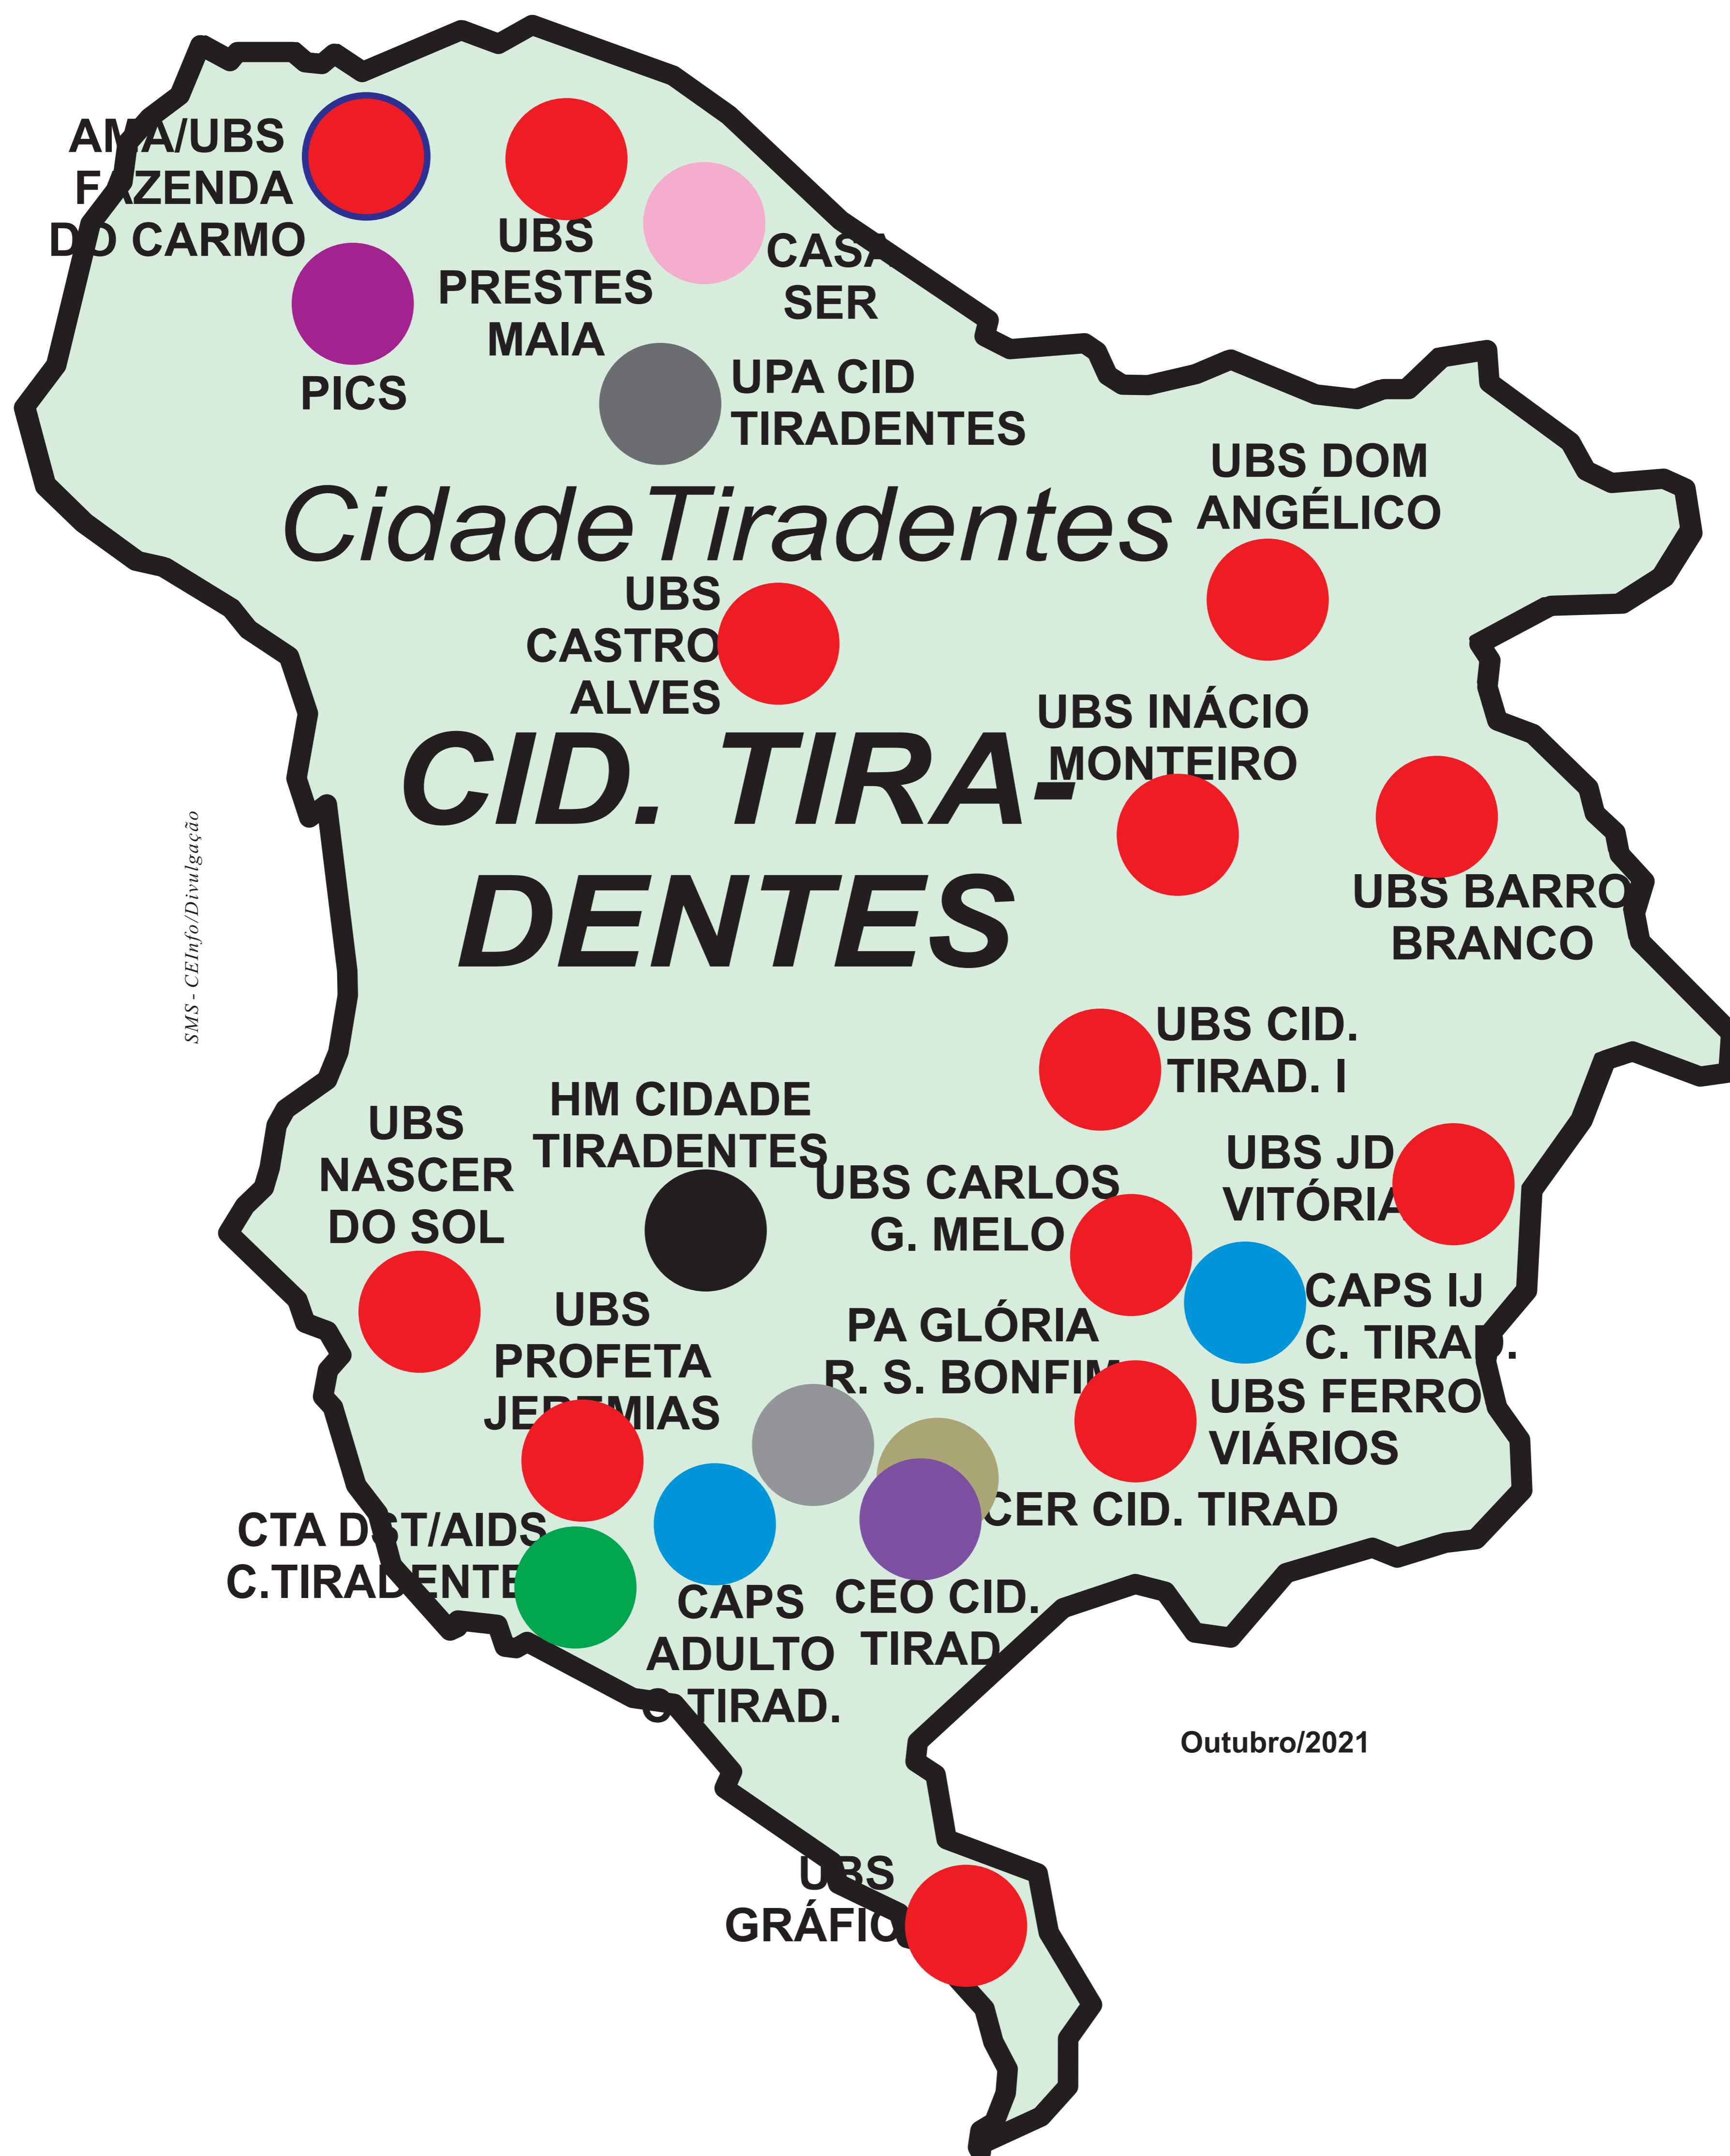 AMA/UBS
FAZENDA
DO CARMO
UBS
PRESTES
MAIA
CASA
SER
PICS
UPA CID
TIRADENTES
UBS DOM
ANGÉLICO
CidadeTiradentes
UBS
CASTRO
ALVES
UBS INÁCIO
MONTEIRO
CID. TIRA-
DENTES
UBS BARRO
BRANCO
SMS - CEInfo/Divulgação
UBS CID.
TIRAD. I
HM CIDADE
TIRADENTES
UBS
NASCER
DO SOL
UBS CARLOS
G. MELO
UBS JD
VITÓRIA
CAPS IJ
C. TIRAD.
UBS
PROFETA
JEREMIAS
PA GLÓRIA
R. S. BONFIM
UBS FERRO
VIÁRIOS
CER CID. TIRAD
CTA DST/AIDS
C.TIRADENTES
CAPS
ADULTO
C TIRAD.
CEO CID.
TIRAD
Outubro/2021
UBS